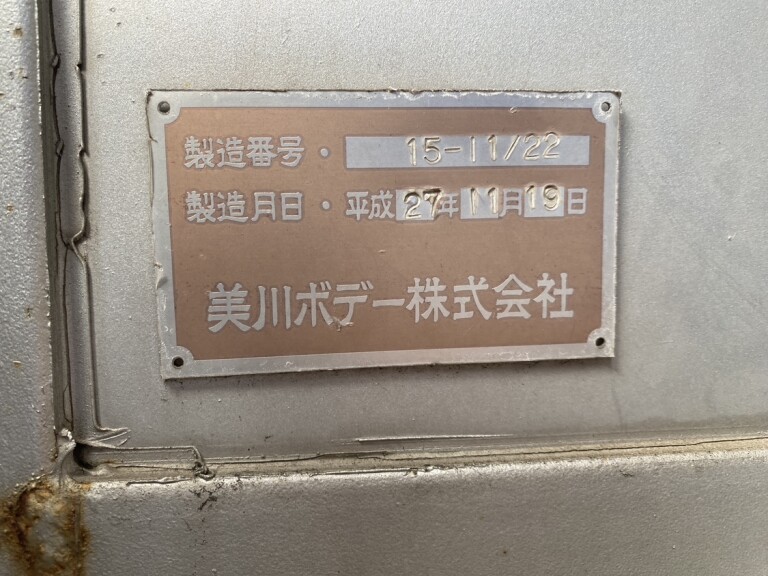 製造番号・ 15-11/22
製造月日・平成27年11月19日
美川ボデー株式会社